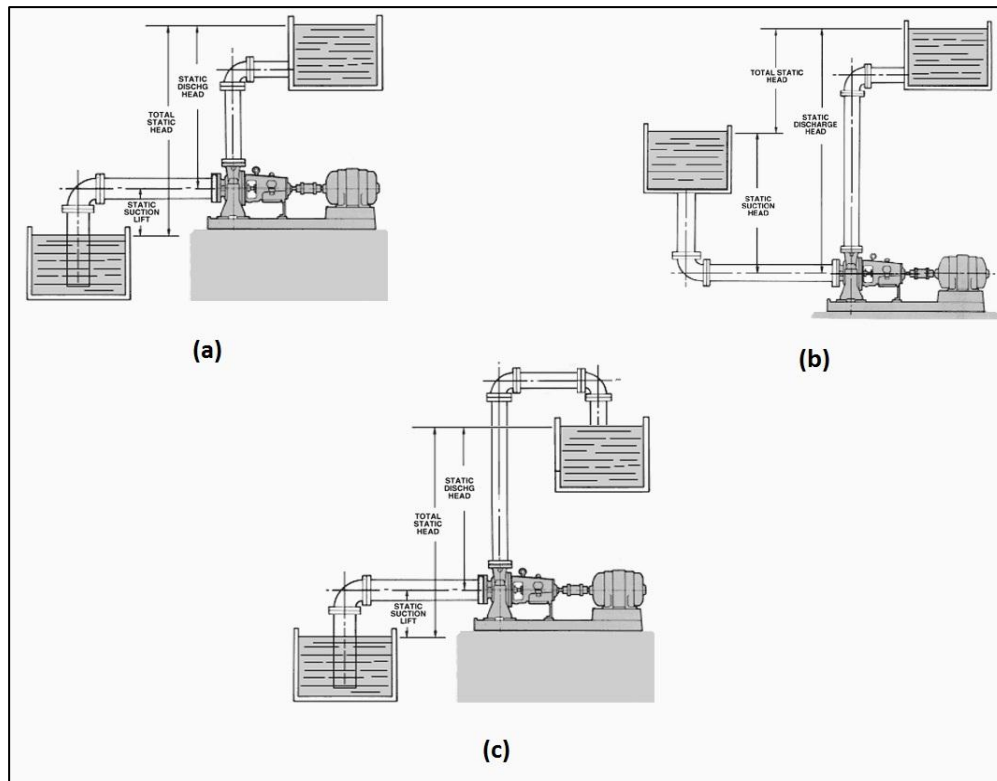 STATIC
DISCHG
HEAD
TOTAL
STATIC
HEAD
STATIC
SUCTION
LIFT
(a)
TOTAL STATIC
HEAD
STATIC
DISCHARGE
HEAD
STATIC
SUCTION
HEAD
(b)
STATIC
DISCHG
HEAD
TOTAL
STATIC
HEAD
STATIC
SUCTION
LIFT
(c)